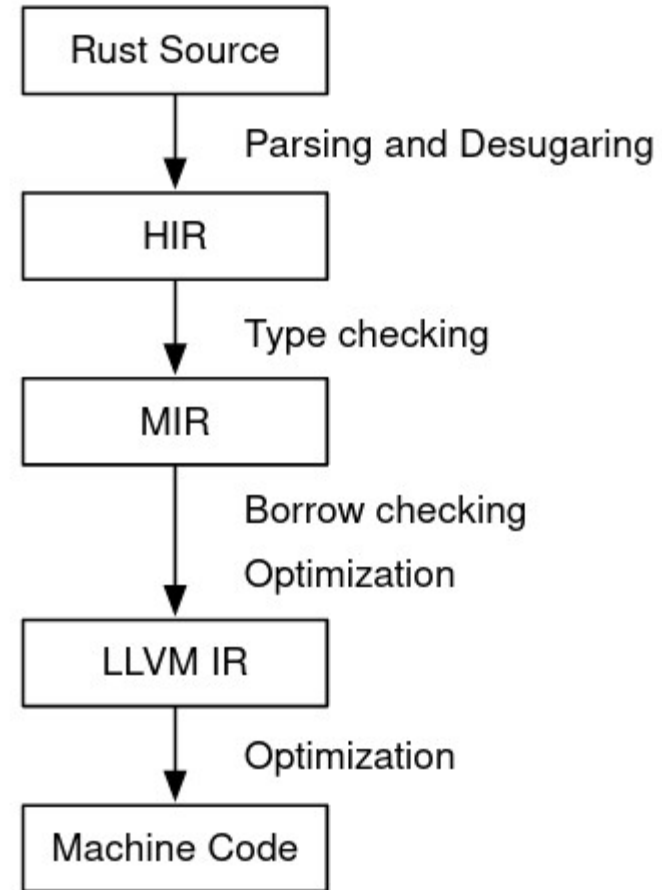 Rust Source
Parsing and Desugaring
HIR
Type checking
MIR
Borrow checking
Optimization
LLVM IR
Optimization
Machine Code